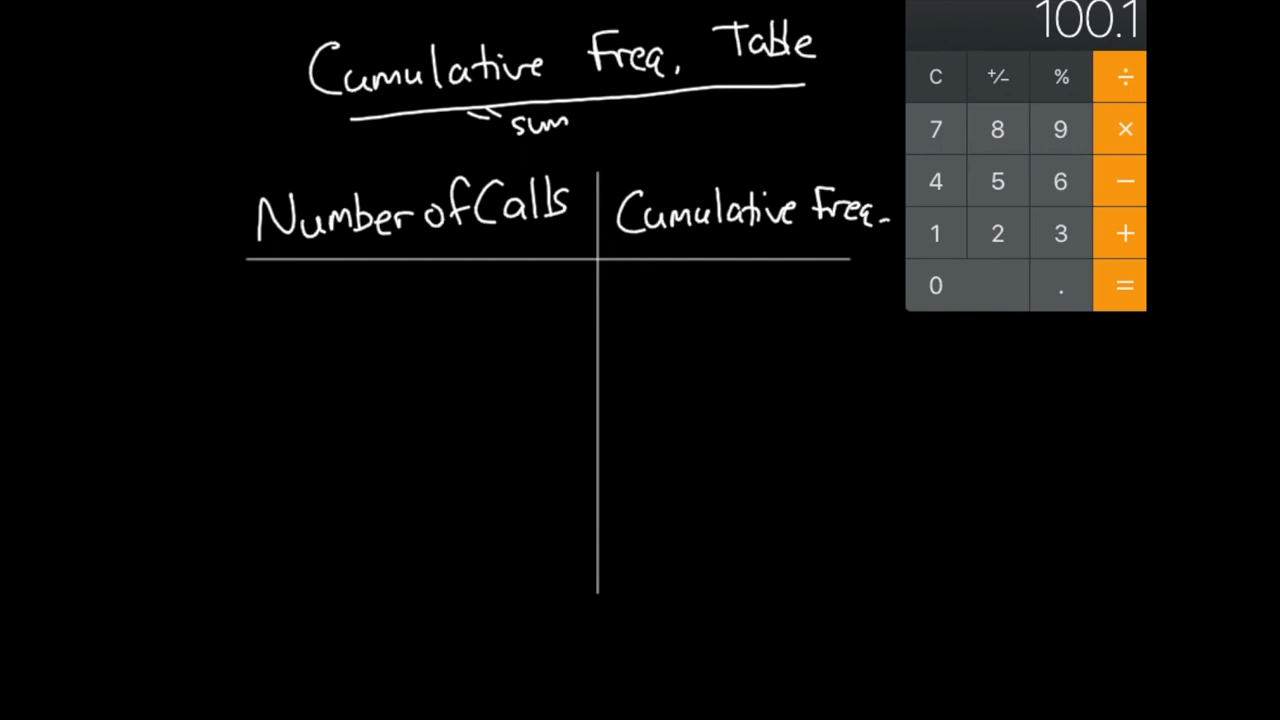 Cumulative Freq. Table
sum
Number of Calls
Cumulative Freq.
100.1
C +/- % ÷
7 8 9 ×
4 5 6 −
1 2 3 +
0 . =